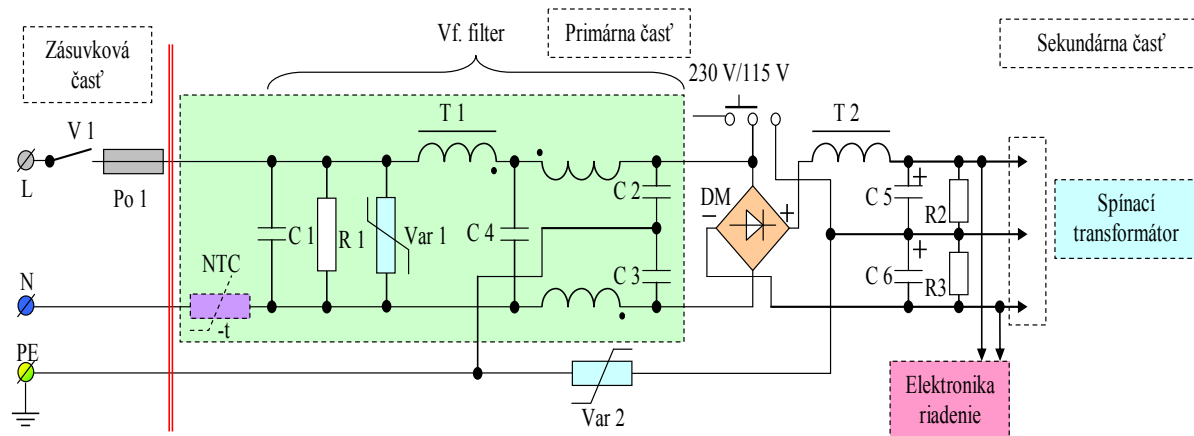 Zásuvková
časť
Vf. filter
Primárna časť
Sekundárna časť
230 V/115 V
V 1
T 1
T 2
L
Po 1
C 1
R 1
Var 1
C 4
C 2
C 3
DM
−
+
+
C 5
R2
+
C 6
R3
Spínací
transformátor
N
NTC
-t
PE
Var 2
Elektronika
riadenie